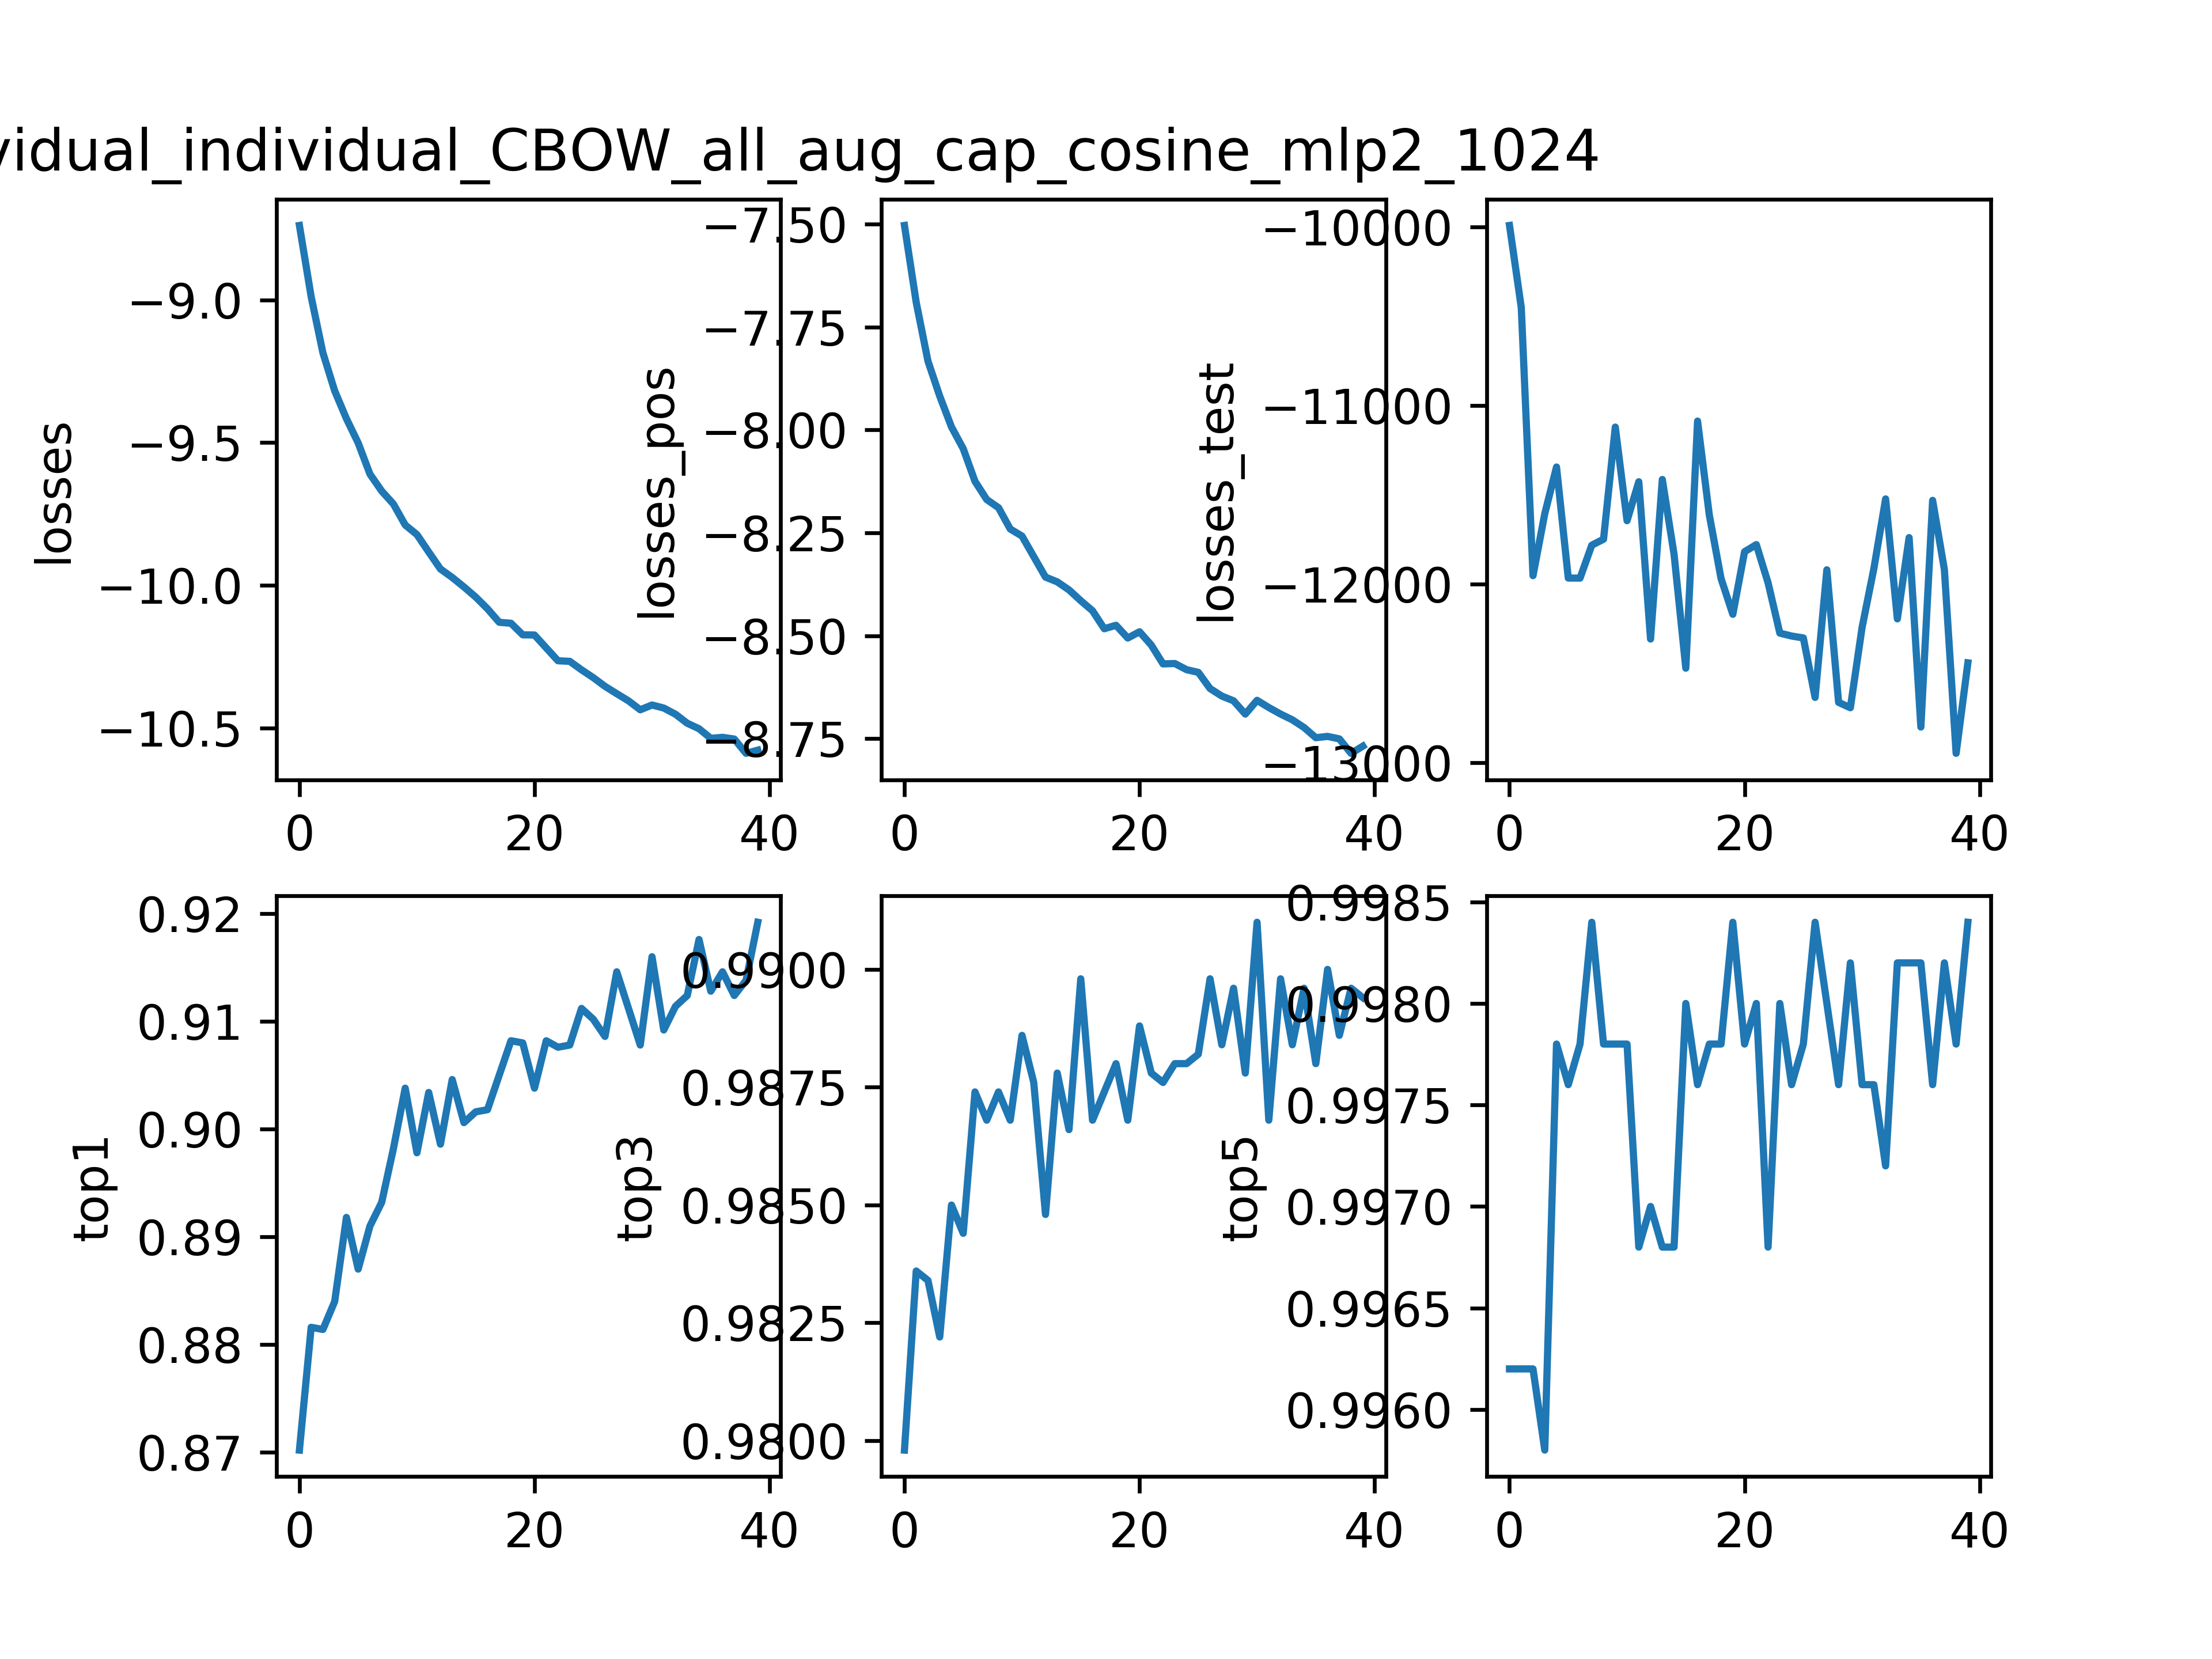 vidual_individual_CBOW_all_aug_cap_cosine_mlp2_1024
losses
−9.0
−9.5
−10.0
−10.5
0 20 40
losses_pos
−7.50
−7.75
−8.00
−8.25
−8.50
−8.75
0 20 40
losses_test
−10000
−11000
−12000
−13000
0 20 40
top1
0.92
0.91
0.90
0.89
0.88
0.87
0 20 40
top3
0.9900
0.9875
0.9850
0.9825
0.9800
0 20 40
top5
0.9985
0.9980
0.9975
0.9970
0.9965
0.9960
0 20 40